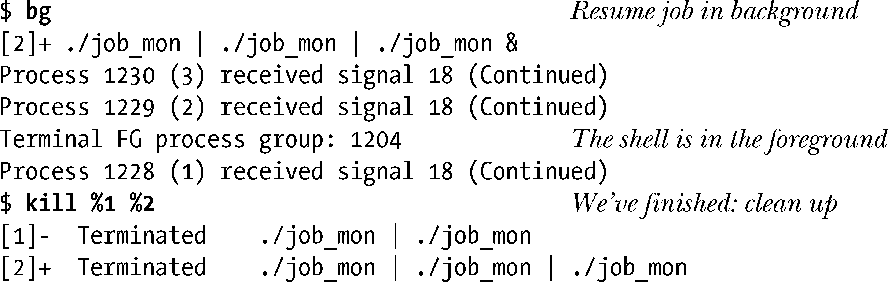 $ bg Resume job in background
[2]+ ./job_mon | ./job_mon | ./job_mon &
Process 1230 (3) received signal 18 (Continued)
Process 1229 (2) received signal 18 (Continued)
Terminal FG process group: 1204 The shell is in the foreground
Process 1228 (1) received signal 18 (Continued)
$ kill %1 %2 We've finished: clean up
[1]- Terminated ./job_mon | ./job_mon
[2]+ Terminated ./job_mon | ./job_mon | ./job_mon